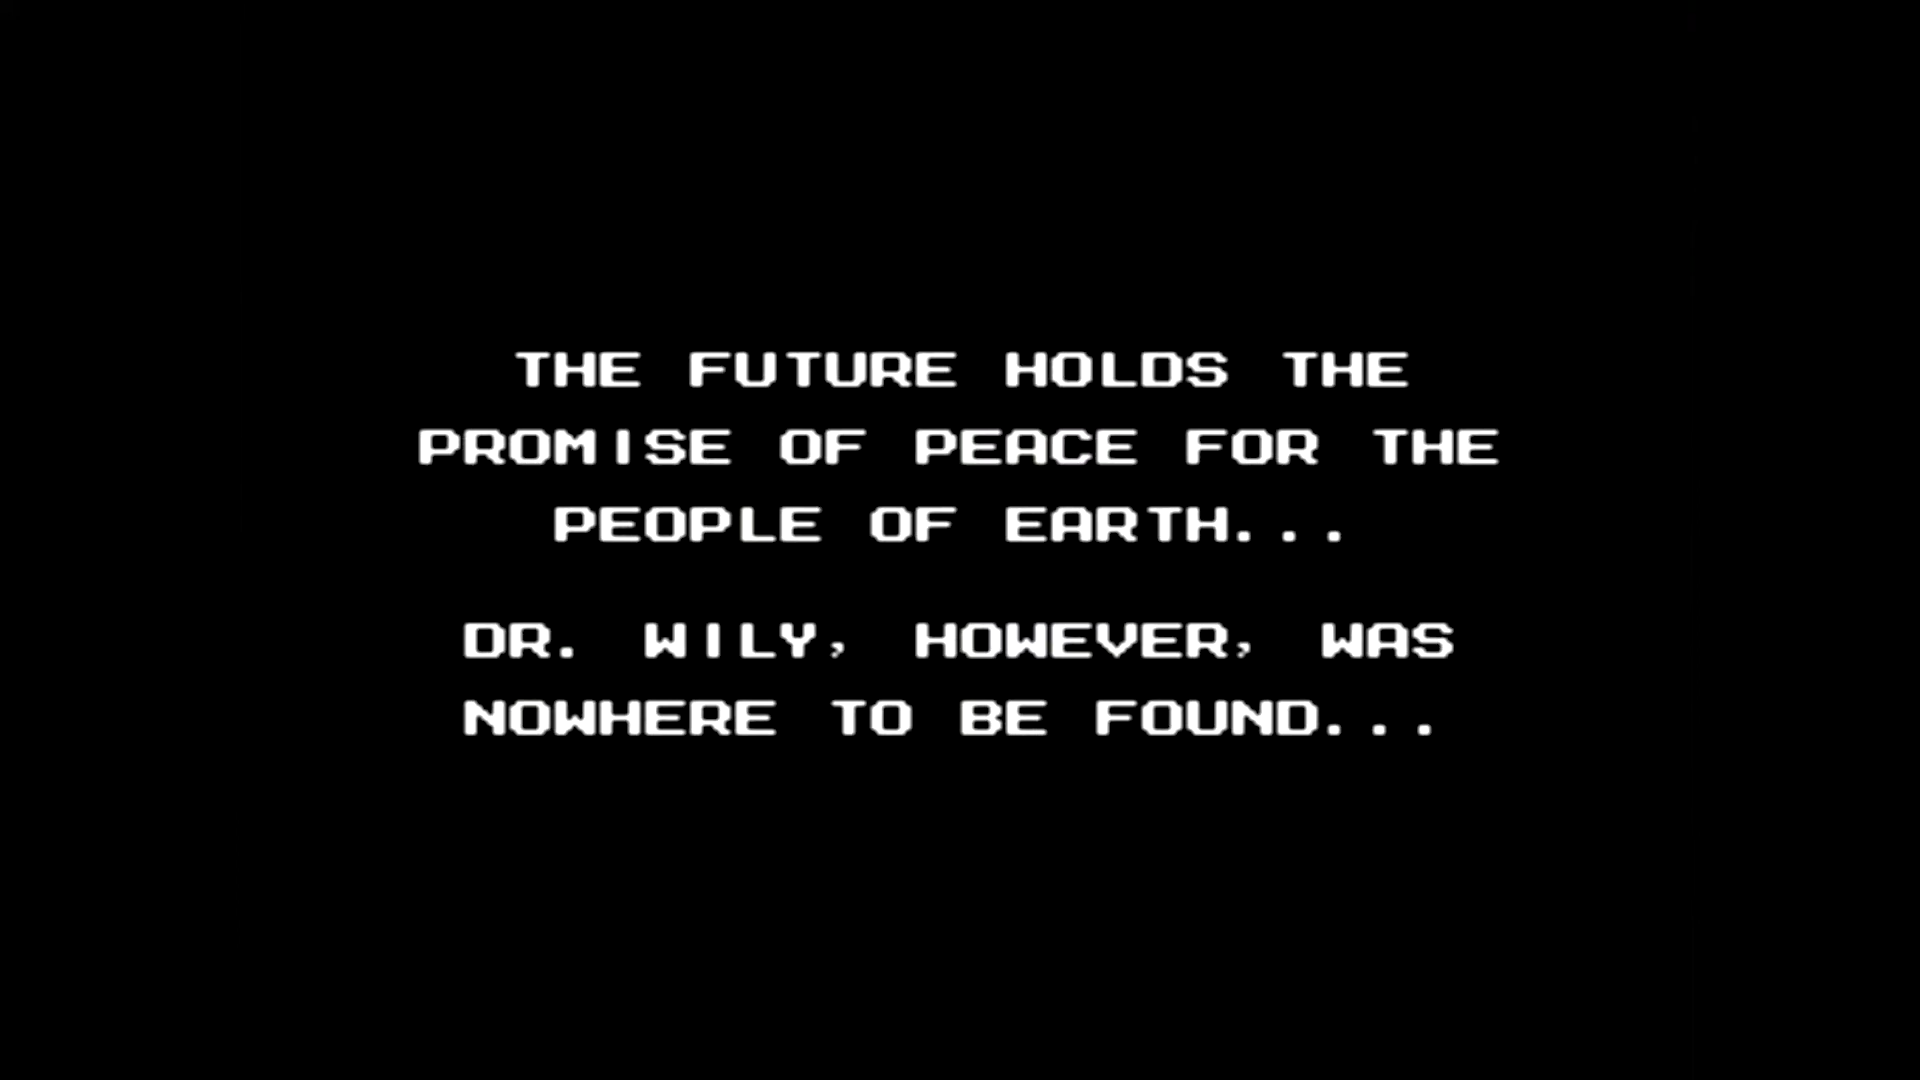 THE FUTURE HOLDS THE
PROMISE OF PEACE FOR THE
PEOPLE OF EARTH...
DR. WILY, HOWEVER, WAS
NOWHERE TO BE FOUND...